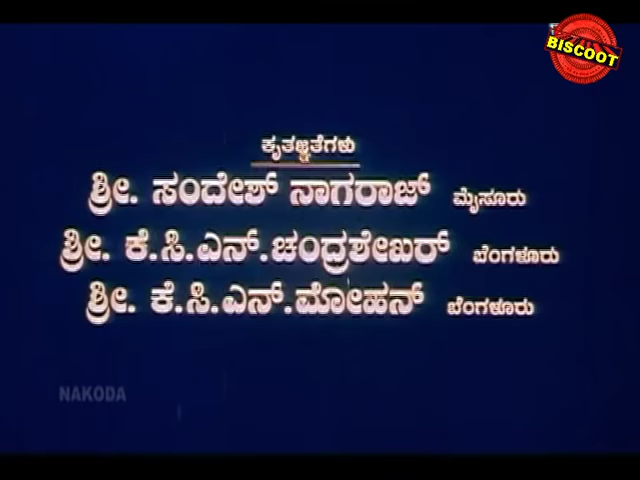 BISCOOT
ಕೃತಜ್ಞತೆಗಳು
ಶ್ರೀ. ಸಂದೇಶ್ ನಾಗರಾಜ್ ಮೈಸೂರು
ಶ್ರೀ. ಕೆ.ಸಿ.ಎನ್.ಚಂದ್ರಶೇಖರ್ ಬೆಂಗಳೂರು
ಶ್ರೀ. ಕೆ.ಸಿ.ಎನ್.ಮೋಹನ್ ಬೆಂಗಳೂರು
NAKODA